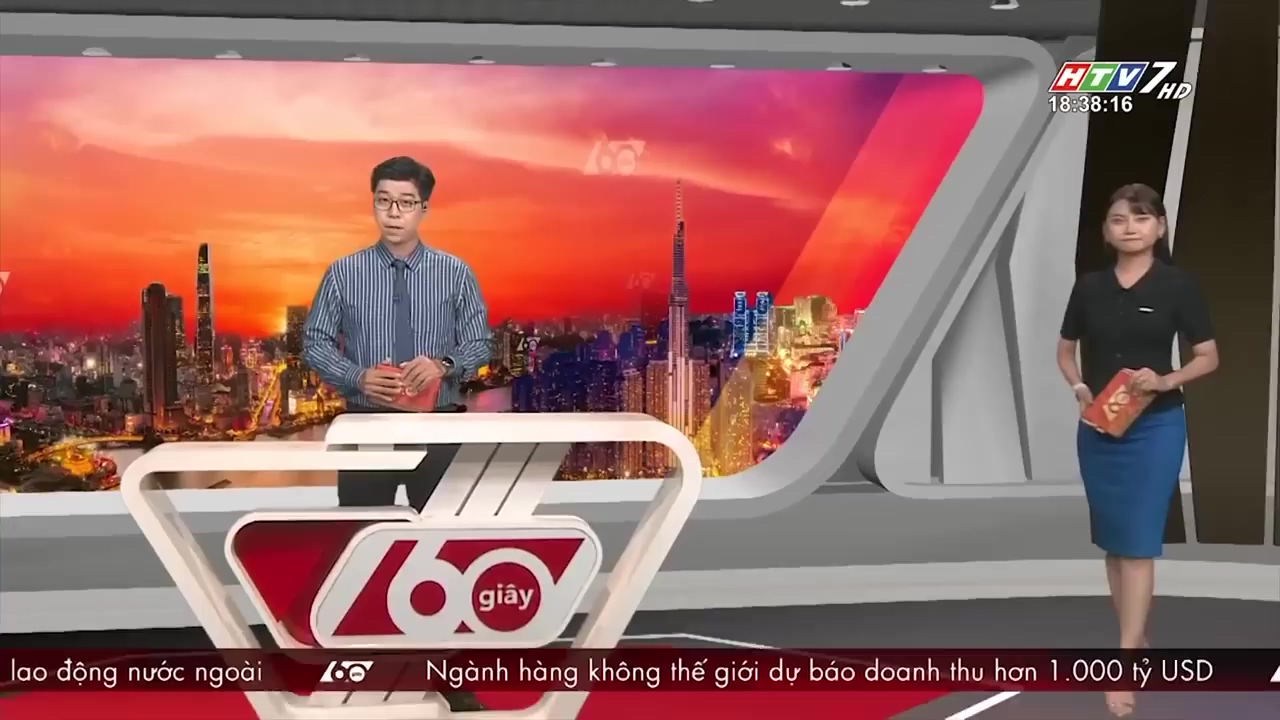 HTV7 HD
18:38:16
60 giây
lao động nước ngoài 60 Ngành hàng không thế giới dự báo doanh thu hơn 1.000 tỷ USD